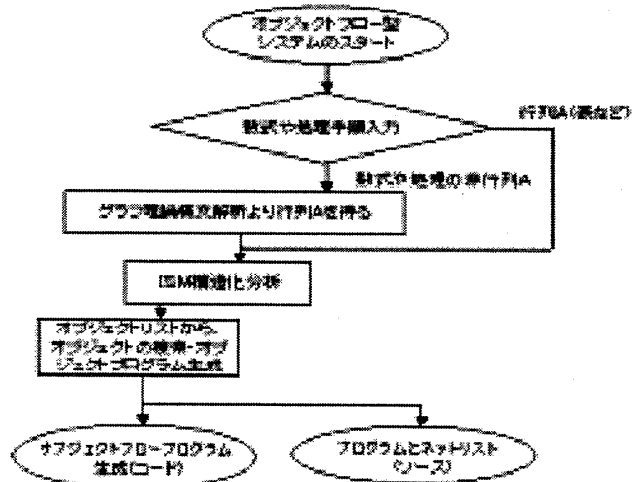 オブジェクトフロー型
システムのスタート
数式や処理手順入力
行列A(表など)
数式や処理の非行列A
グラフ理論構文解析より行列Aを得る
ISM構造化分析
オブジェクトリストから、
オブジェクトの検索・オブ
ジェクトプログラム生成
オブジェクトフロープログラム
生成(コード)
プログラムとネットリスト
(ソース)